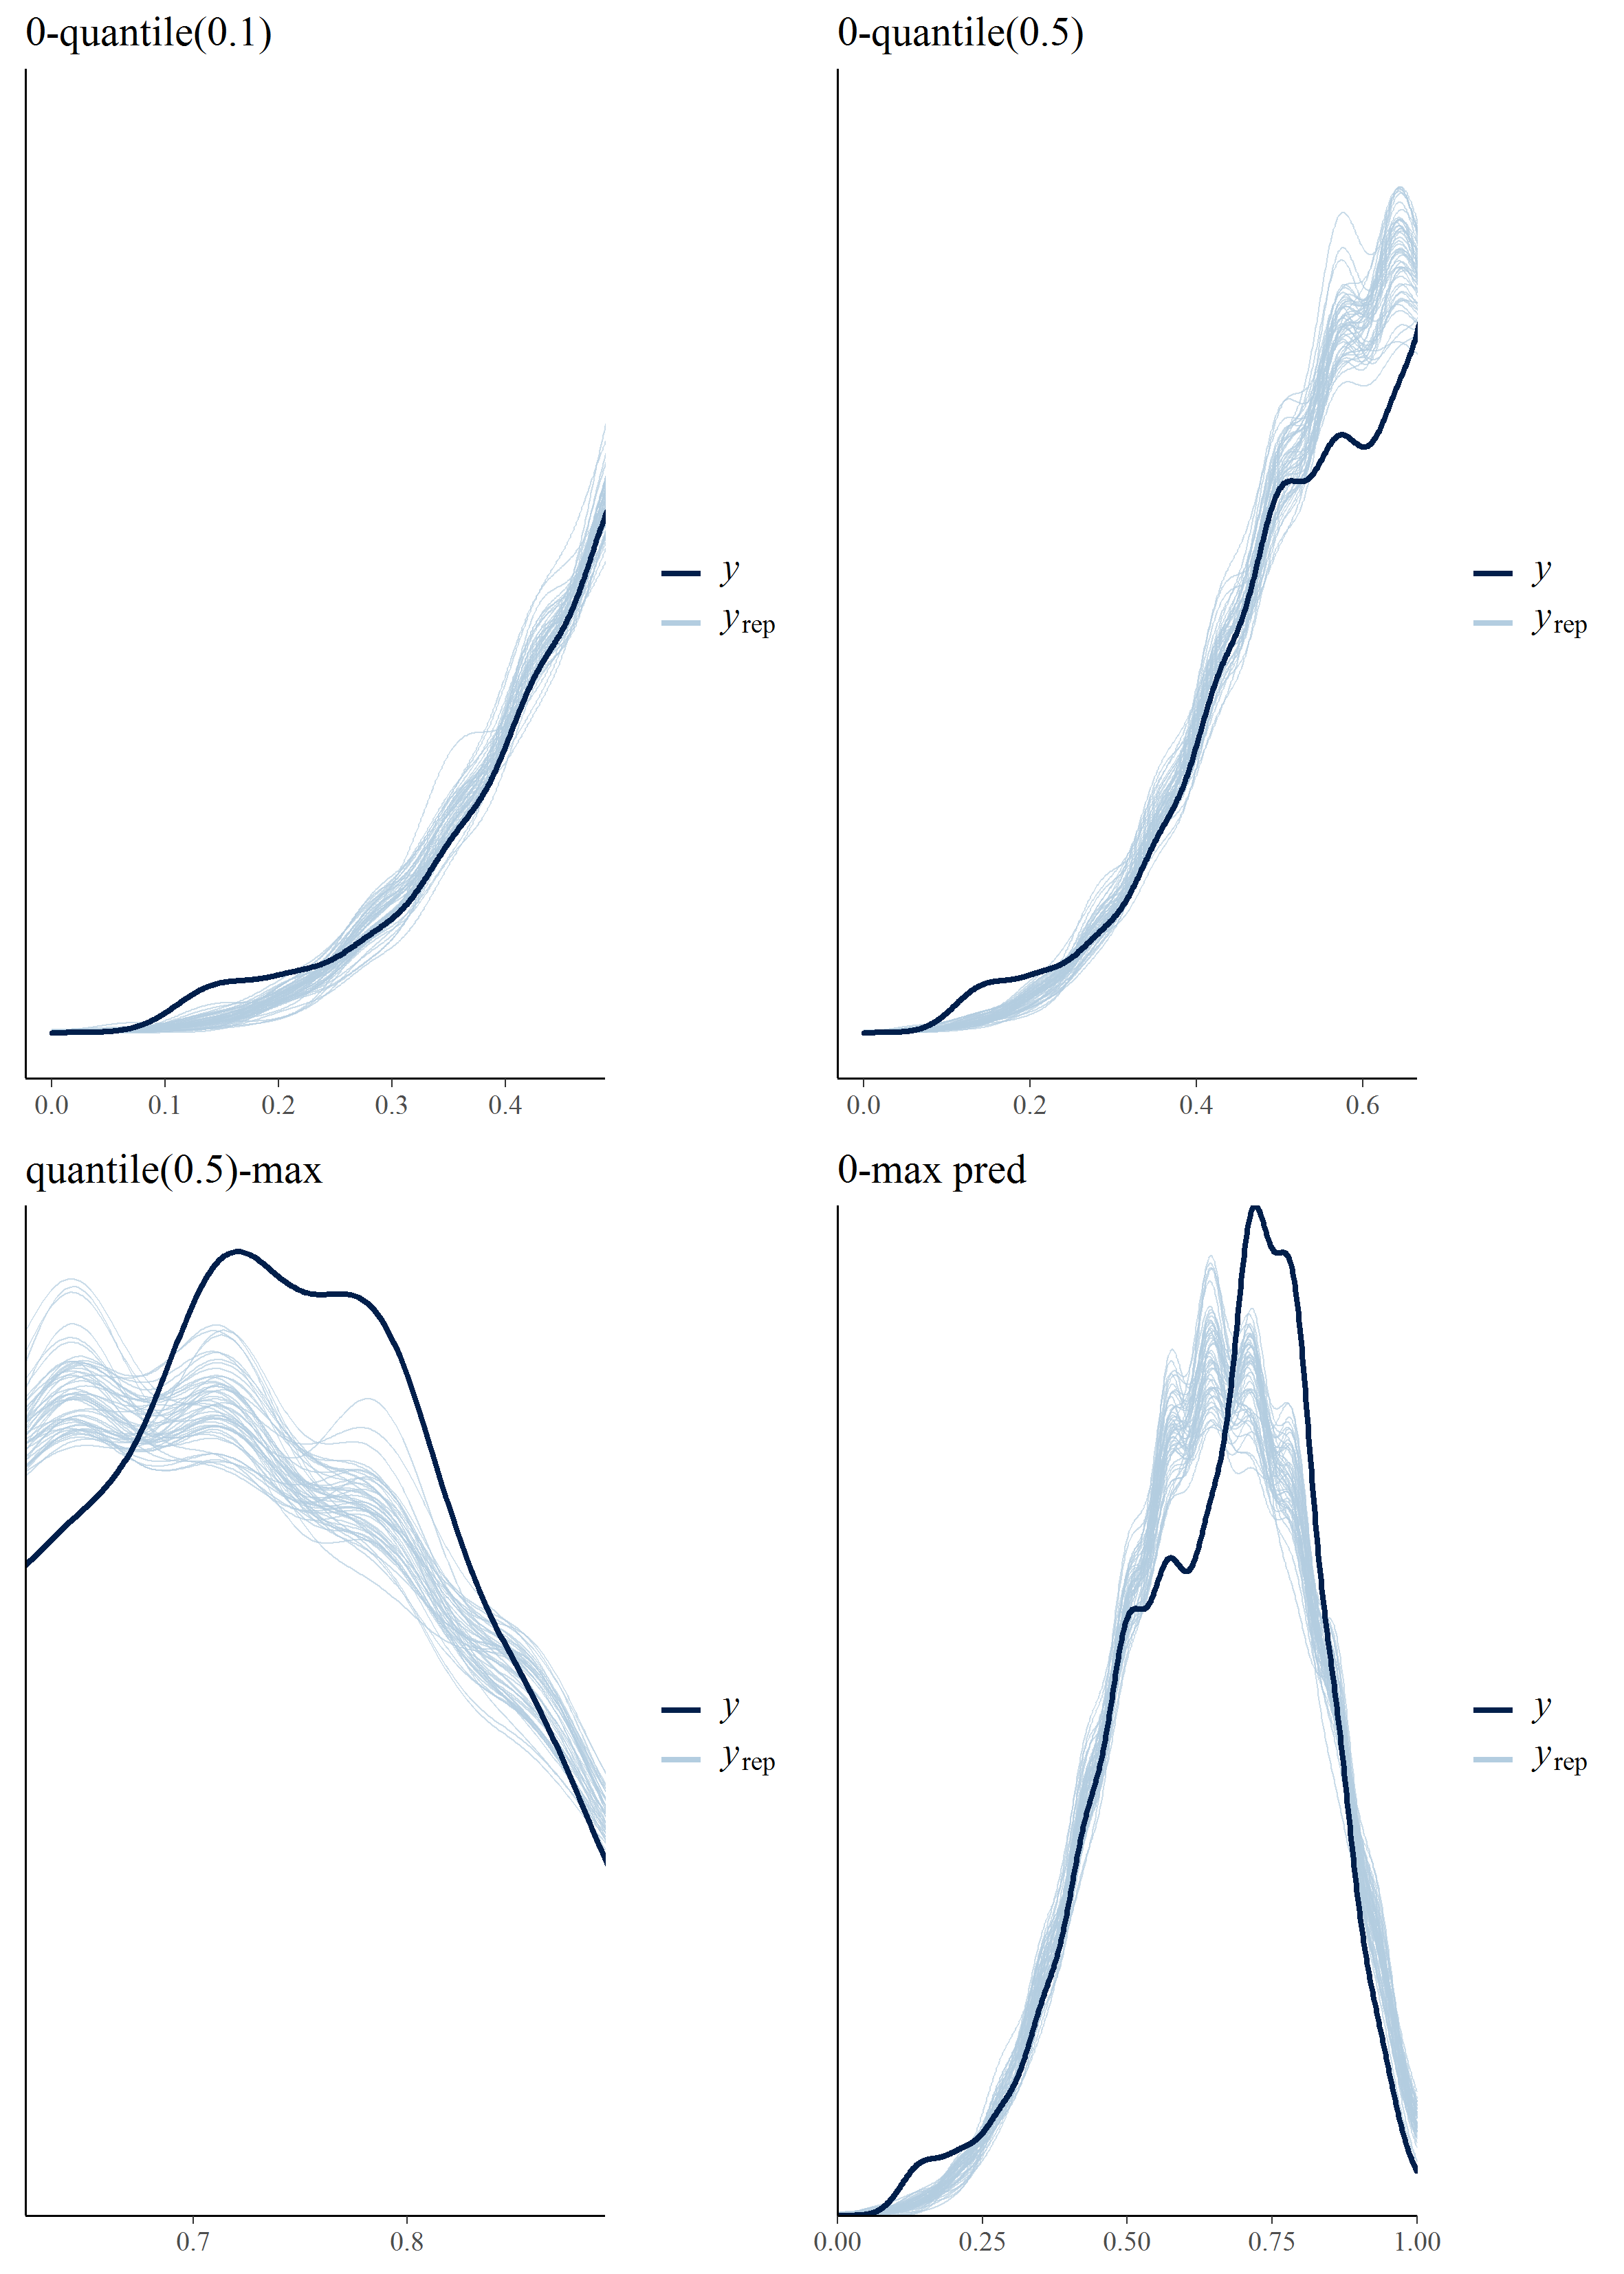 0-quantile(0.1)
0-quantile(0.5)
y
yrep
y
yrep
0.0 0.1 0.2 0.3 0.4
0.0 0.2 0.4 0.6
quantile(0.5)-max
0-max pred
y
yrep
y
yrep
0.7 0.8
0.00 0.25 0.50 0.75 1.00